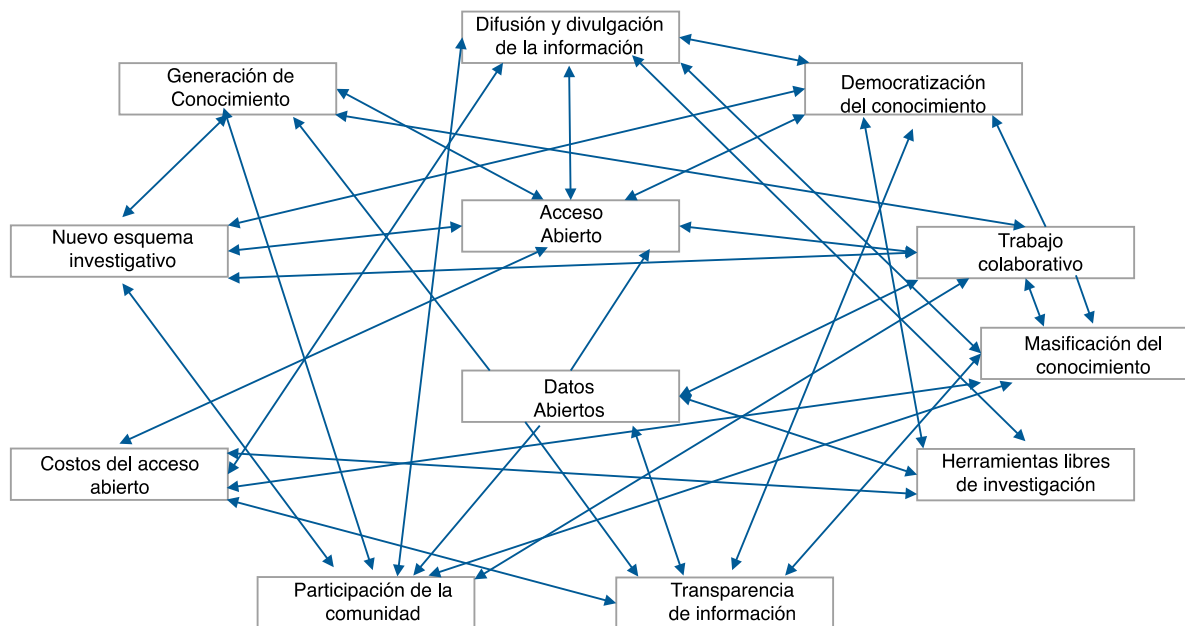 Difusión y divulgación
de la información
Generación de
Conocimiento
Democratización
del conocimiento
Acceso
Abierto
Nuevo esquema
investigativo
Trabajo
colaborativo
Masificación del
conocimiento
Datos
Abiertos
Costos del acceso
abierto
Herramientas libres
de investigación
Participación de la
comunidad
Transparencia
de información